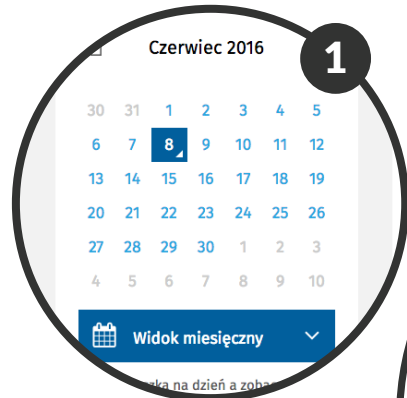 Czerwiec 2016
1
30 31 1 2 3 4 5
6 7 8 9 10 11 12
13 14 15 16 17 18 19
20 21 22 23 24 25 26
27 28 29 30 1 2 3
4 5 6 7 8 9 10
Widok miesięczny
na dzień a